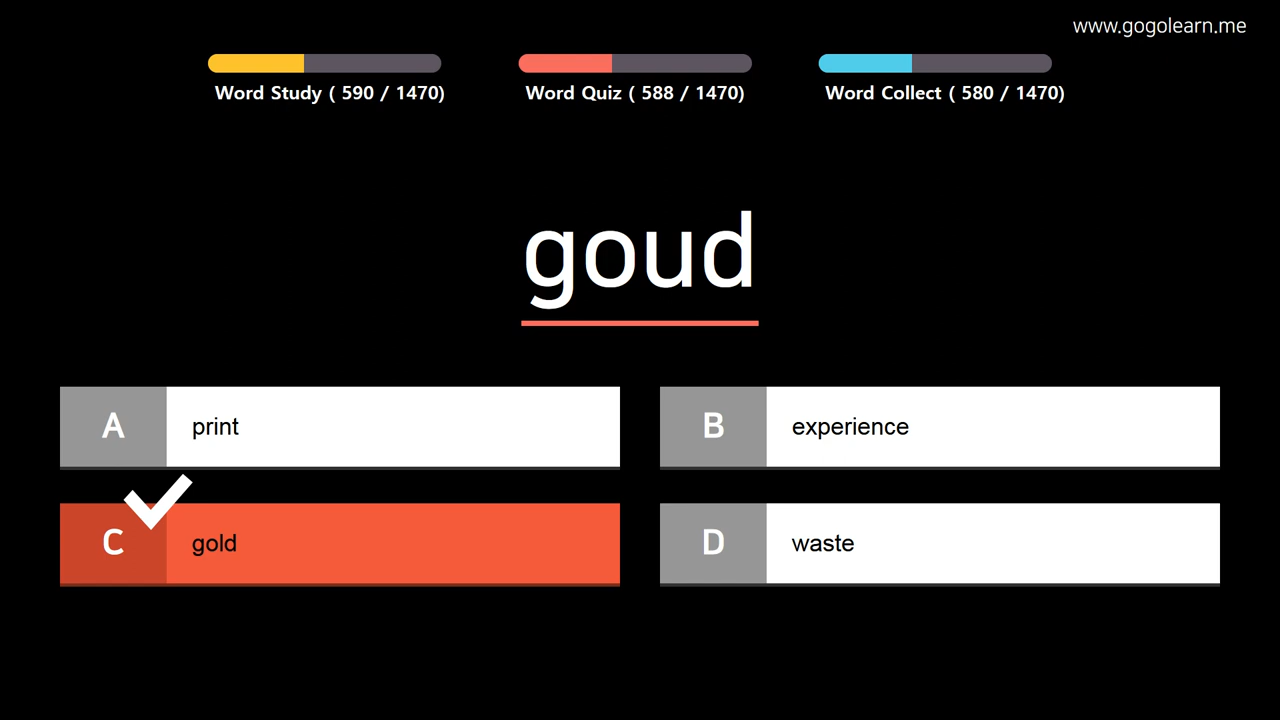 www.gogolearn.me
Word Study ( 590 / 1470)
Word Quiz ( 588 / 1470)
Word Collect ( 580 / 1470)
goud
A print
B experience
C gold
D waste